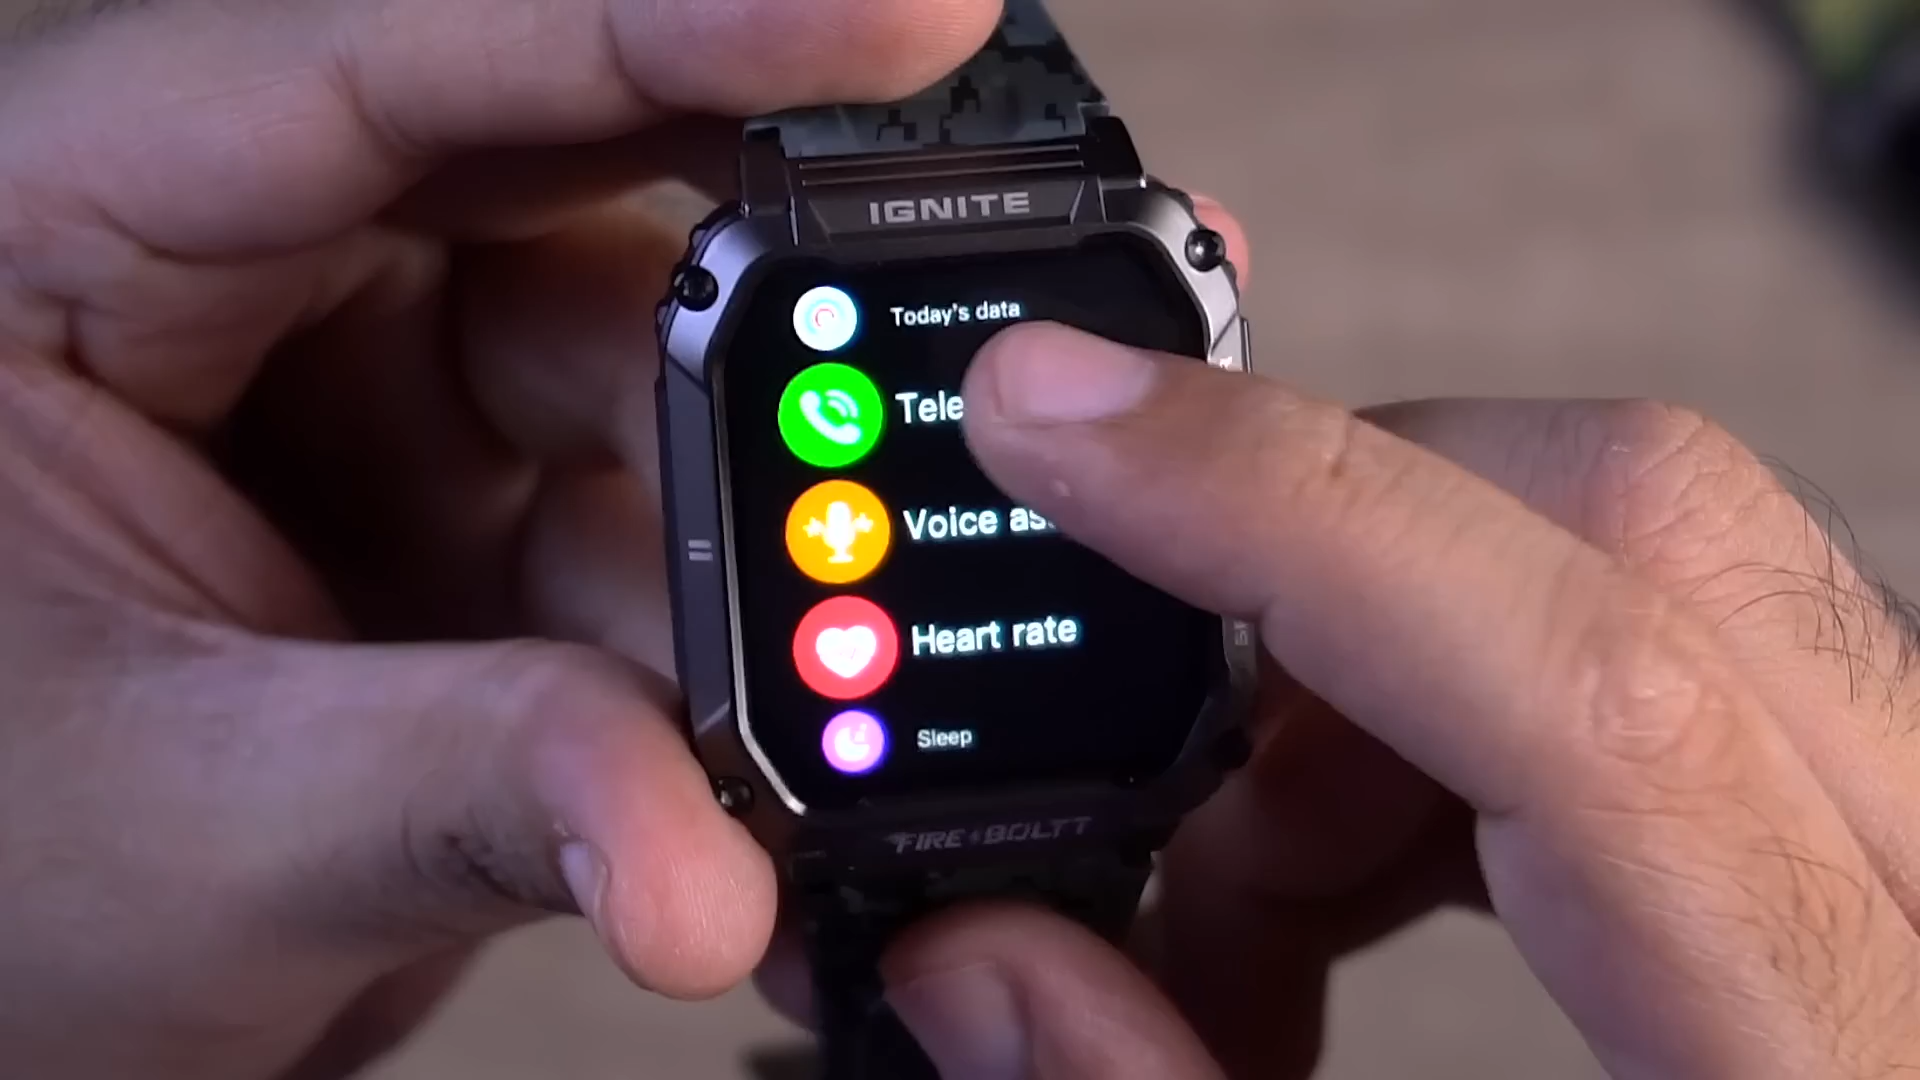 IGNITE
Today's data
Tele
Voice as
Heart rate
Sleep
FIRE BOLTT